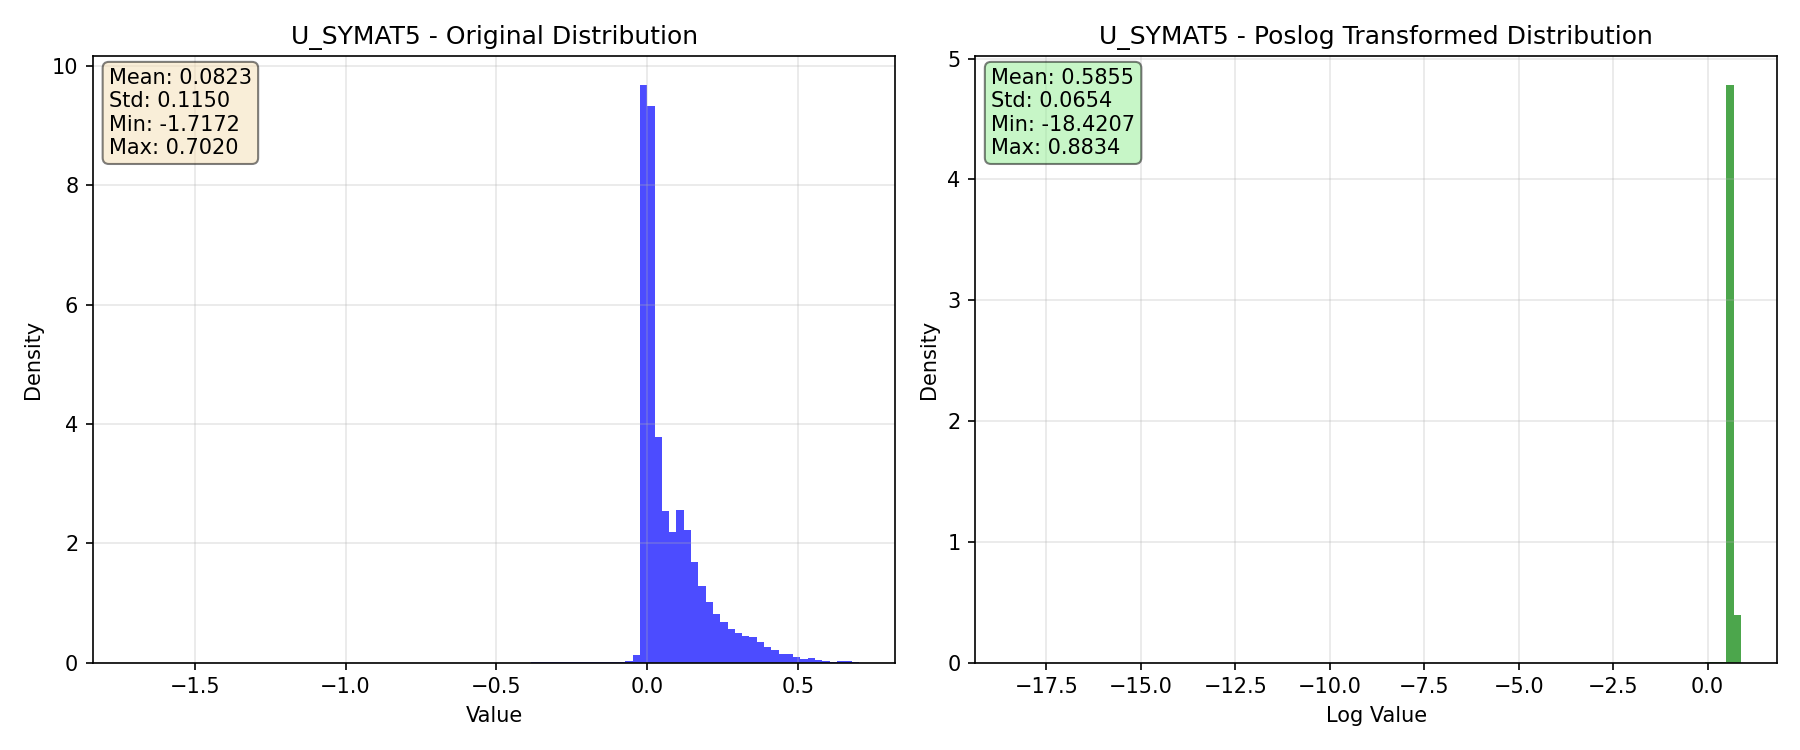 U_SYMAT5 - Original Distribution
Mean: 0.0823
Std: 0.1150
Min: -1.7172
Max: 0.7020
Density
10
8
6
4
2
0
−1.5 −1.0 −0.5 0.0 0.5
Value
U_SYMAT5 - Poslog Transformed Distribution
Mean: 0.5855
Std: 0.0654
Min: -18.4207
Max: 0.8834
Density
5
4
3
2
1
0
−17.5 −15.0 −12.5 −10.0 −7.5 −5.0 −2.5 0.0
Log Value